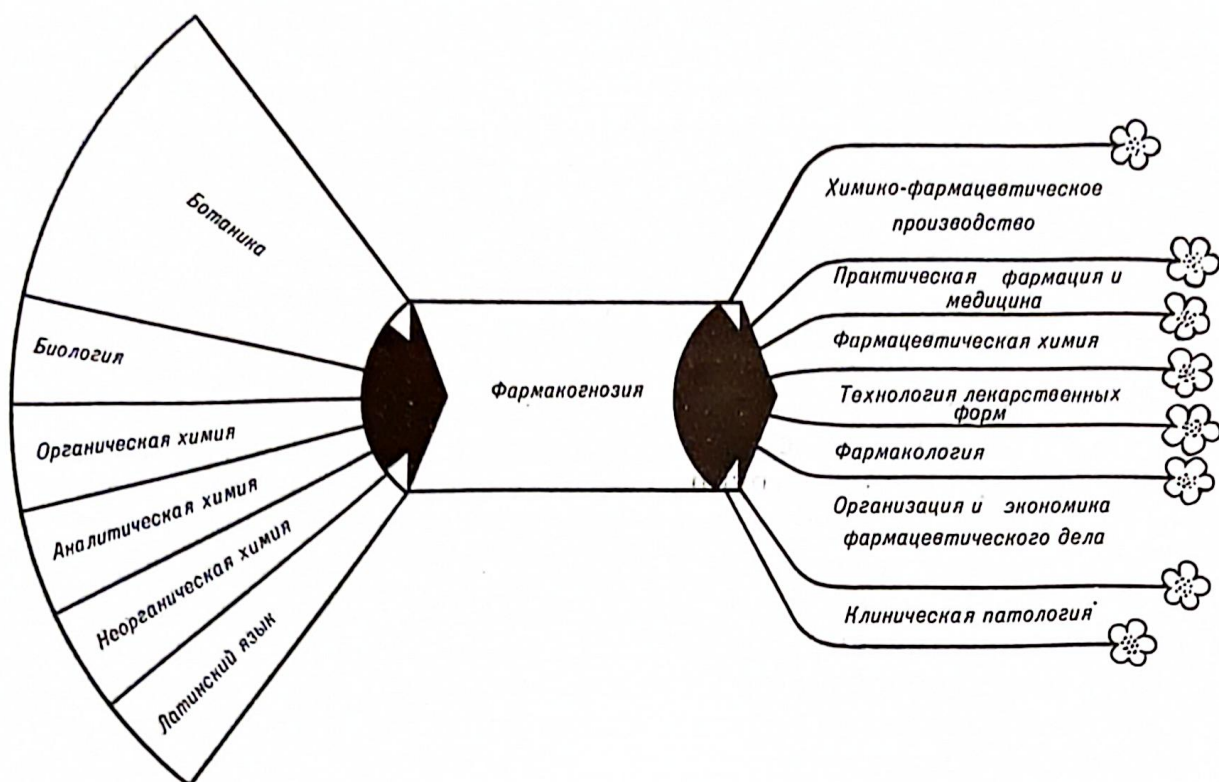 Ботаника
Биология
Органическая химия
Аналитическая химия
Неорганическая химия
Латинский язык
Фармакогнозия
Химико-фармацевтическое
производство
Практическая фармация и
медицина
Фармацевтическая химия
Технология лекарственных
форм
Фармакология
Организация и экономика
фармацевтического дела
Клиническая патология